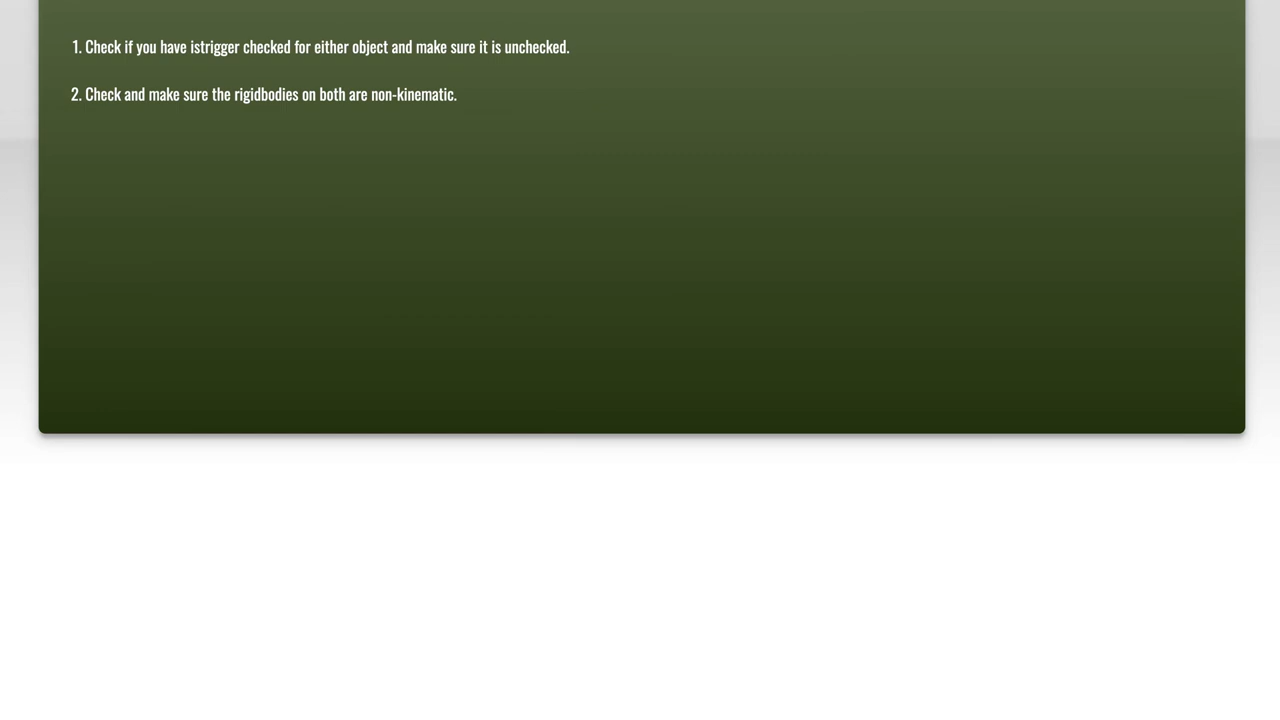 1. Check if you have istrigger checked for either object and make sure it is unchecked.
2. Check and make sure the rigidbodies on both are non-kinematic.